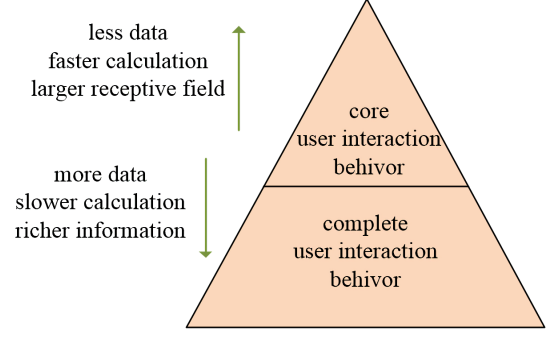 less data
faster calculation
larger receptive field
core
user interaction
behivor
more data
slower calculation
richer information
complete
user interaction
behivor